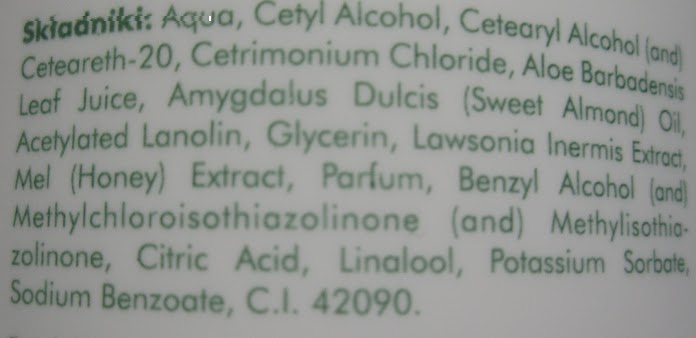 Składniki: Aqua, Cetyl Alcohol, Cetearyl Alcohol (and)
Ceteareth-20, Cetrimonium Chloride, Aloe Barbadensis
Leaf Juice, Amygdalus Dulcis (Sweet Almond) Oil,
Acetylated Lanolin, Glycerin, Lawsonia Inermis Extract,
Mel (Honey) Extract, Parfum, Benzyl Alcohol (and)
Methylchloroisothiazolinone (and) Methylisothia-
zolinone, Citric Acid, Linalool, Potassium Sorbate,
Sodium Benzoate, C.I. 42090.